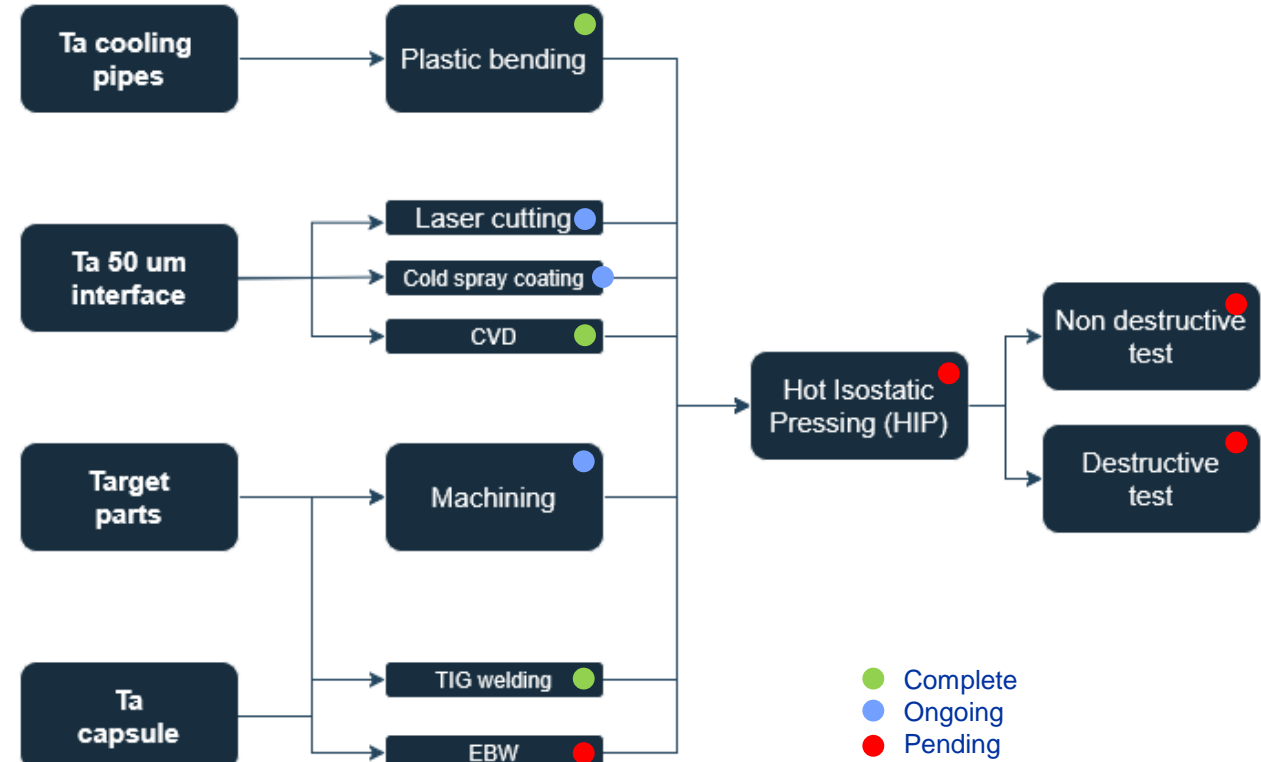 Ta cooling
pipes
Plastic bending
Laser cutting
Cold spray coating
CVD
Ta 50 um
interface
Target
parts
Machining
Ta
capsule
TIG welding
EBW
Hot Isostatic
Pressing (HIP)
Non destructive
test
Destructive
test
Complete
Ongoing
Pending